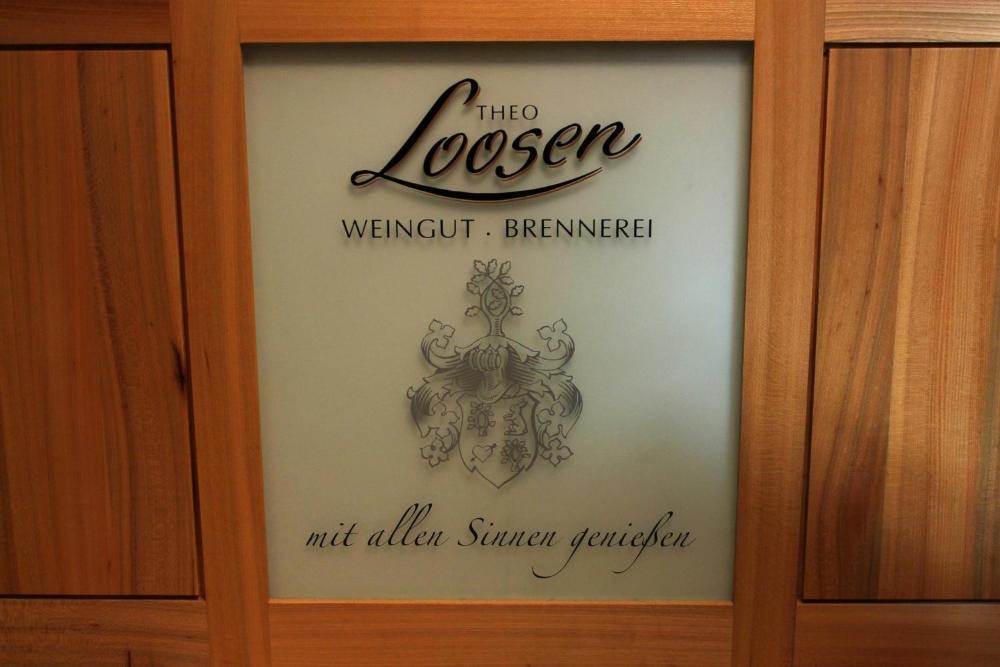 THEO
Loosen
WEINGUT · BRENNEREI
mit allen Sinnen genießen